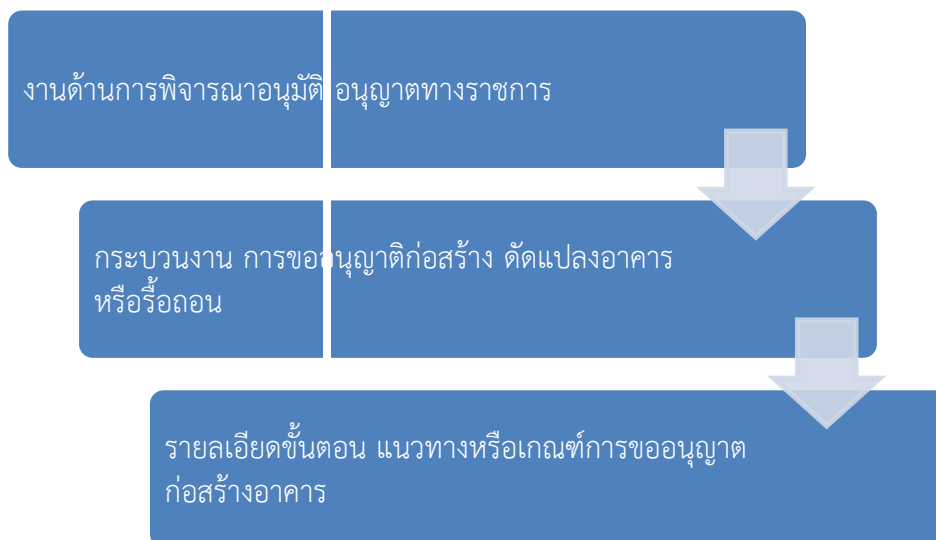 งานด้านการพิจารณาอนุมัติ อนุญาตทางราชการ
กระบวนงาน การขออนุญาติก่อสร้าง ดัดแปลงอาคาร
หรือรื้อถอน
รายลเอียดขั้นตอน แนวทางหรือเกณฑ์การขออนุญาต
ก่อสร้างอาคาร